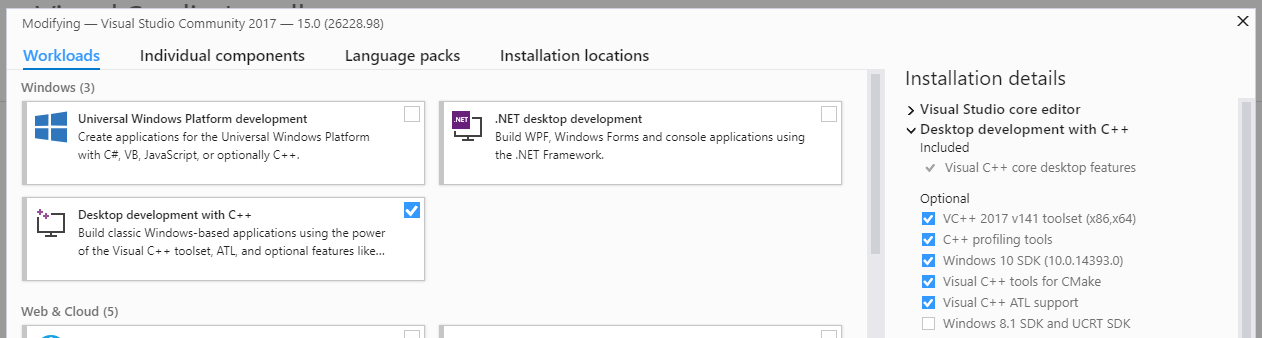 Modifying — Visual Studio Community 2017 — 15.0 (26228.98)
Workloads
Individual components
Language packs
Installation locations
Windows (3)
Universal Windows Platform development
Create applications for the Universal Windows Platform
with C#, VB, JavaScript, or optionally C++.
.NET
.NET desktop development
Build WPF, Windows Forms and console applications using
the .NET Framework.
Desktop development with C++
Build classic Windows-based applications using the power
of the Visual C++ toolset, ATL, and optional features like...
Web & Cloud (5)
Installation details
Visual Studio core editor
Desktop development with C++
Included
Visual C++ core desktop features
Optional
VC++ 2017 v141 toolset (x86,x64)
C++ profiling tools
Windows 10 SDK (10.0.14393.0)
Visual C++ tools for CMake
Visual C++ ATL support
Windows 8.1 SDK and UCRT SDK